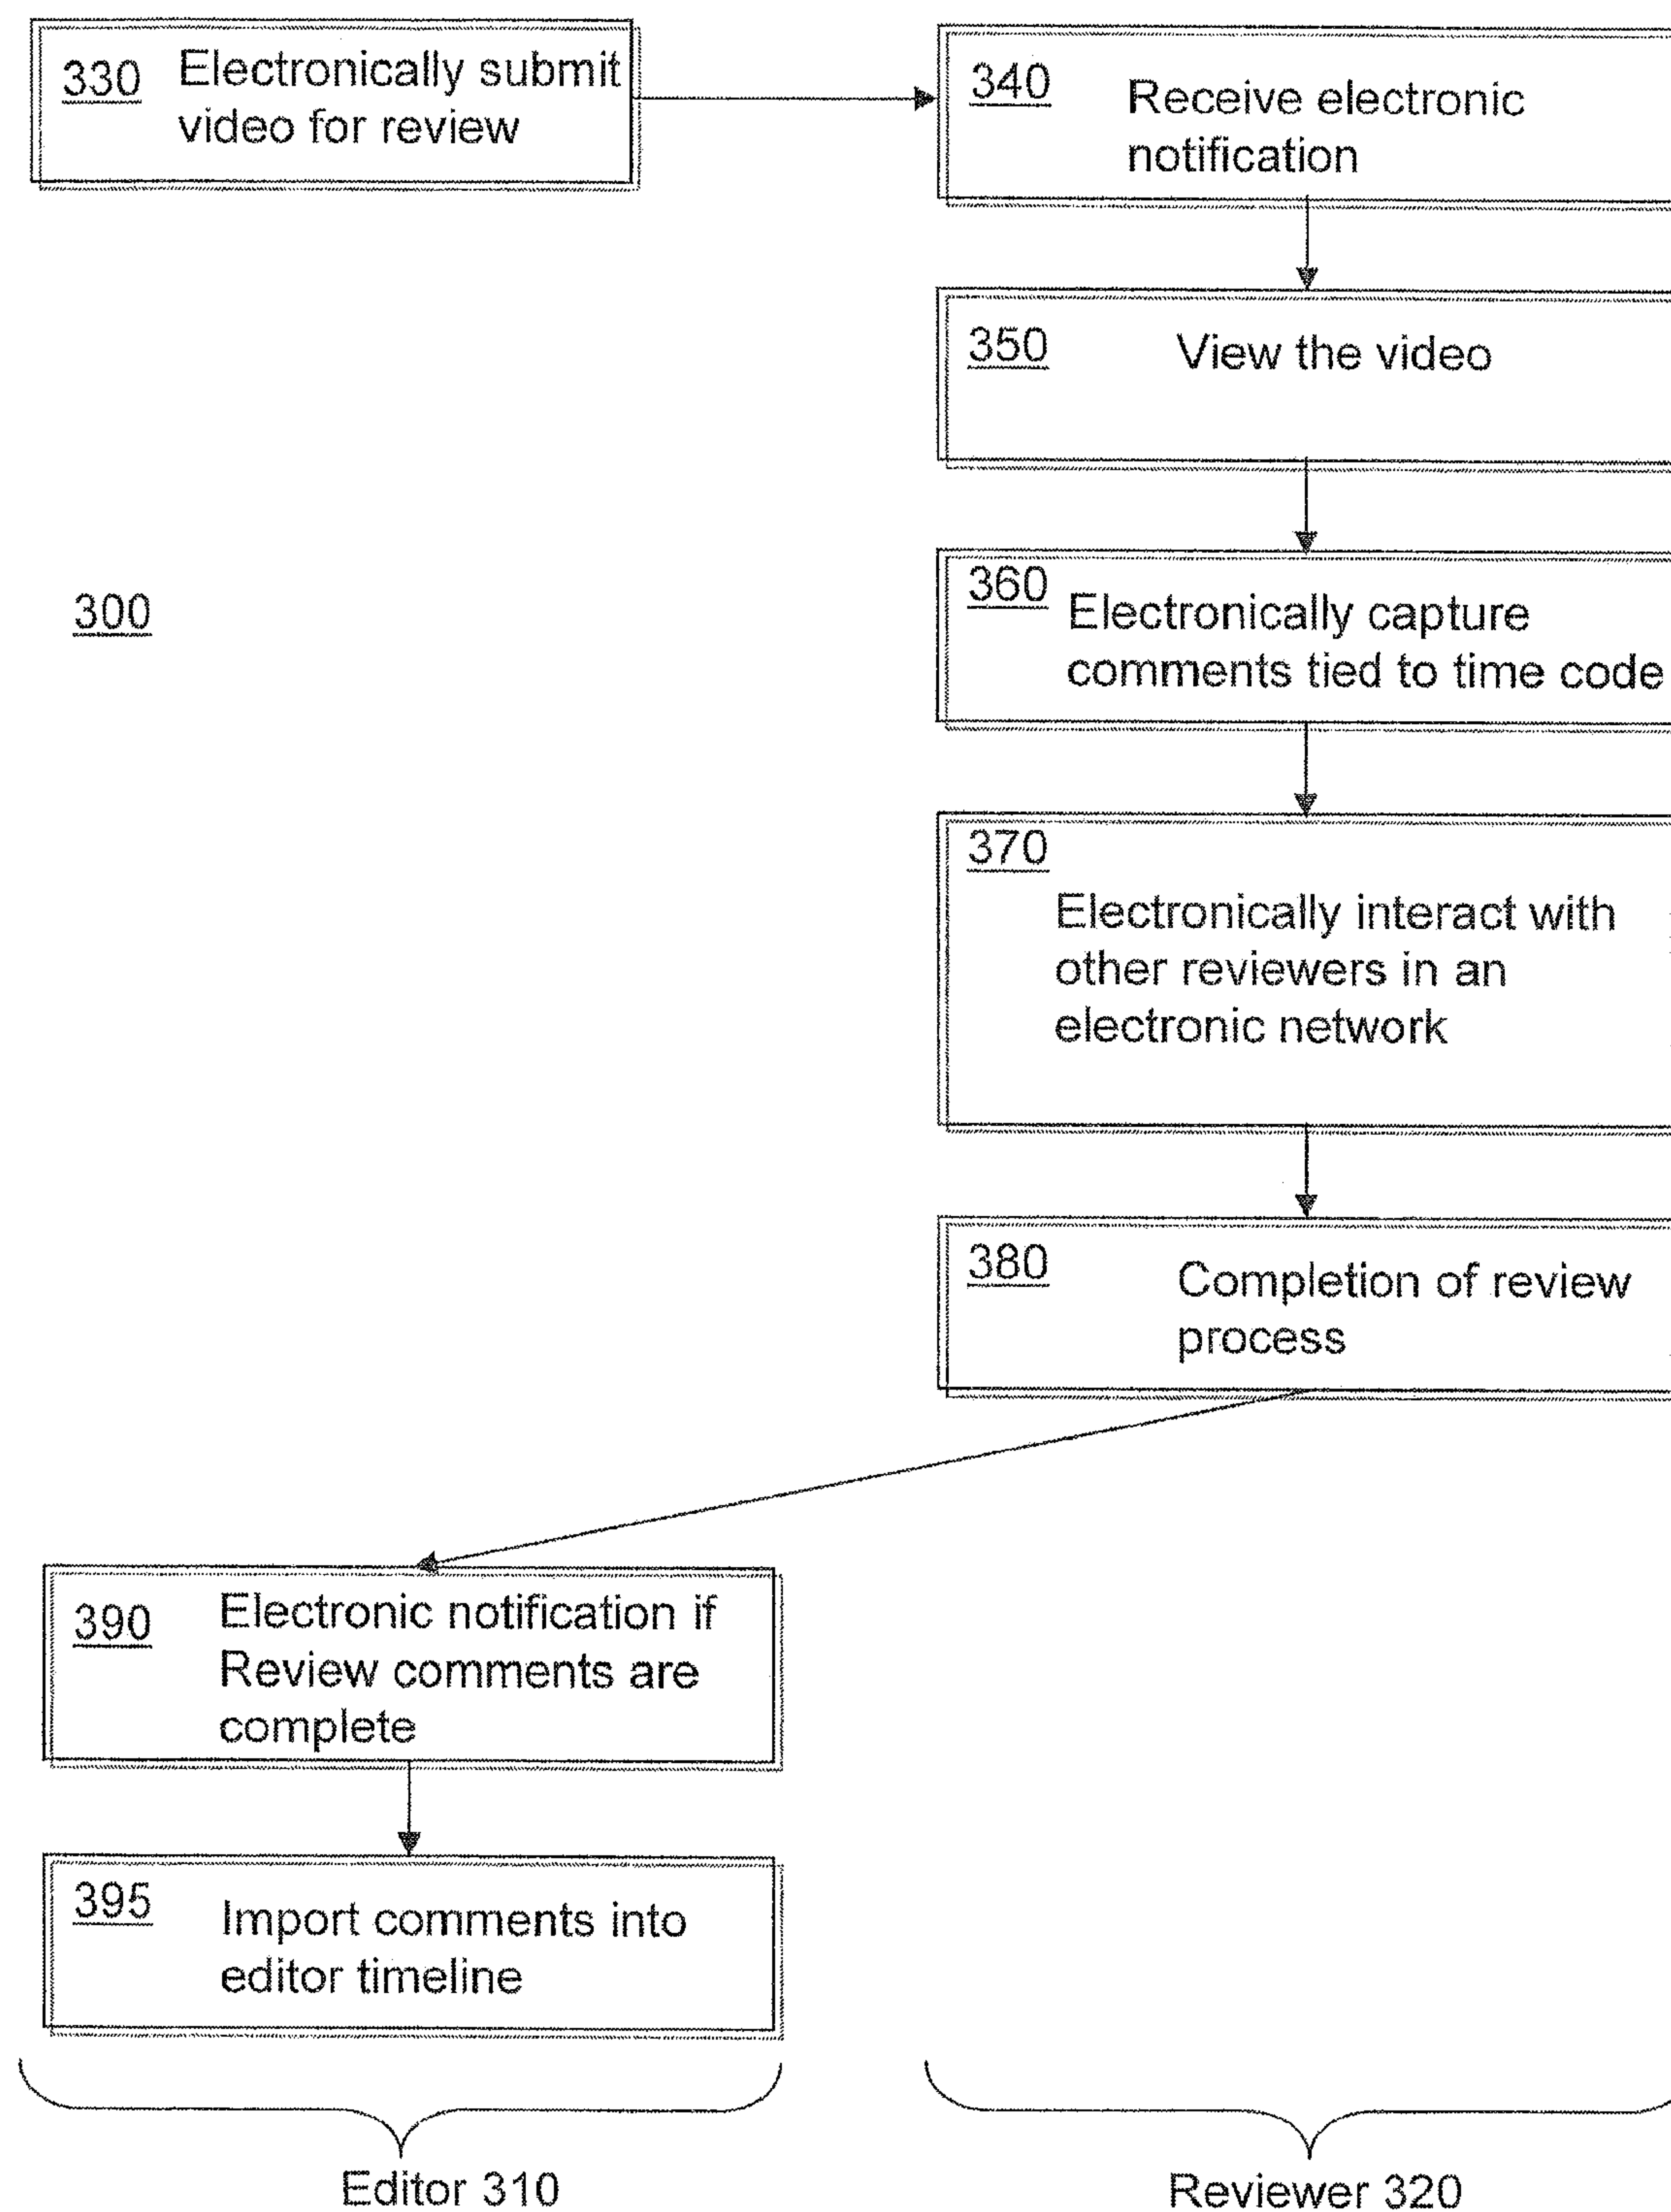 330 Electronically submit
video for review
340 Receive electronic
notification
350 View the video
360 Electronically capture
comments tied to time code
300
370
Electronically interact with
other reviewers in an
electronic network
380 Completion of review
process
390 Electronic notification if
Review comments are
complete
395 Import comments into
editor timeline
Editor 310
Reviewer 320